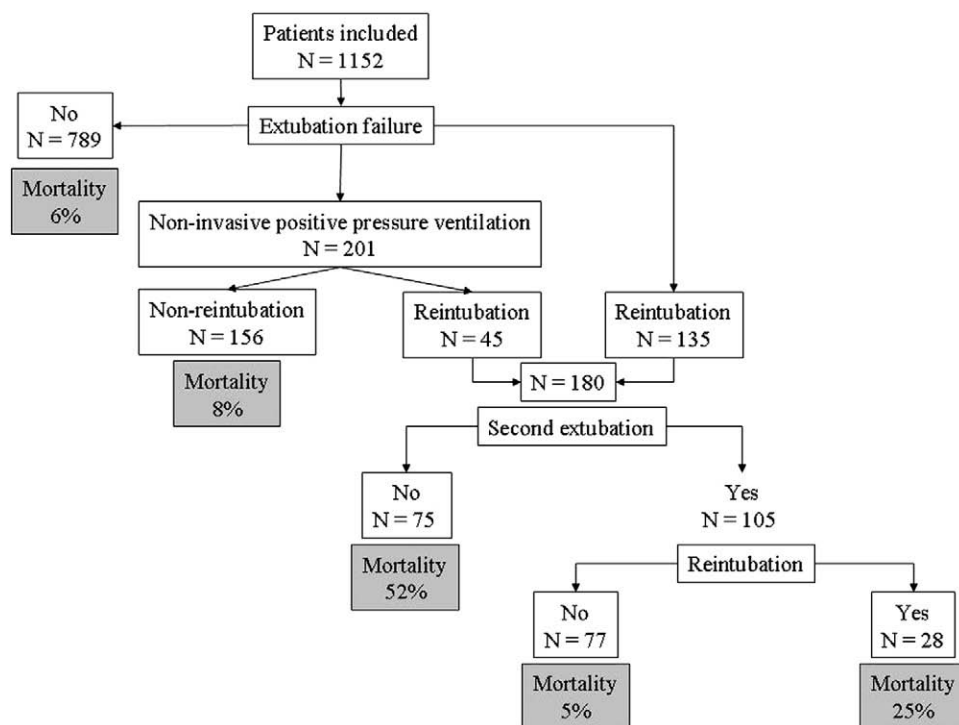 Patients included
N = 1152
No
N = 789
Extubation failure
Mortality
6%
Non-invasive positive pressure ventilation
N = 201
Non-reintubation
N = 156
Reintubation
N = 45
Reintubation
N = 135
Mortality
8%
N = 180
Second extubation
No
N = 75
Yes
N = 105
Mortality
52%
Reintubation
No
N = 77
Yes
N = 28
Mortality
5%
Mortality
25%